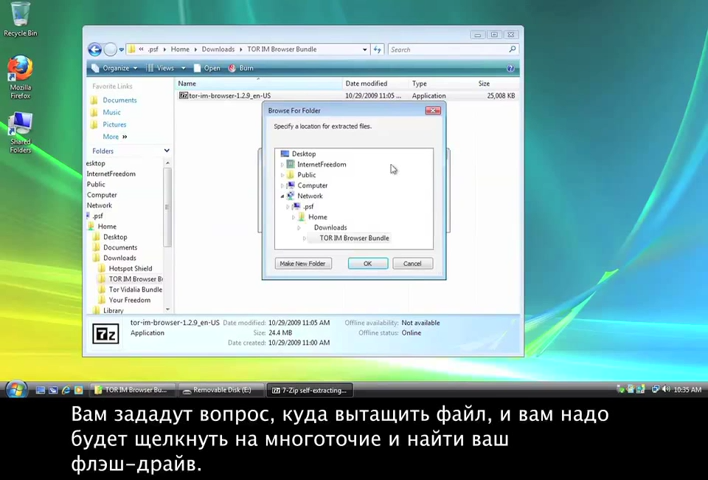 Recycle Bin
Mozilla
Firefox
Shared
Folders
« .psf ▸ Home ▸ Downloads ▸ TOR IM Browser Bundle
Search
Organize Views Open Burn
Favorite Links
Documents
Music
Pictures
More »
Folders
esktop
InternetFreedom
Public
Computer
Network
.psf
Home
Desktop
Documents
Downloads
Hotspot Shield
TOR IM Browser B
Tor Vidalia Bundle
Your Freedom
Library
Name Date modified Type Size
tor-im-browser-1.2.9_en-US 10/29/2009 11:05 ... Application 25,008 KB
Browse For Folder
Specify a location for extracted files.
Desktop
InternetFreedom
Public
Computer
Network
.psf
Home
Downloads
TOR IM Browser Bundle
Make New Folder OK Cancel
tor-im-browser-1.2.9_en-US Date modified: 10/29/2009 11:05 AM Offline availability: Not available
Application Size: 24.4 MB Offline status: Online
Date created: 10/29/2009 11:00 AM
TOR IM Browser Bu... Removable Disk (E:) 7-Zip self-extracting... 10:35 AM
Вам зададут вопрос, куда вытащить файл, и вам надо
будет щелкнуть на многоточие и найти ваш
флэш-драйв.